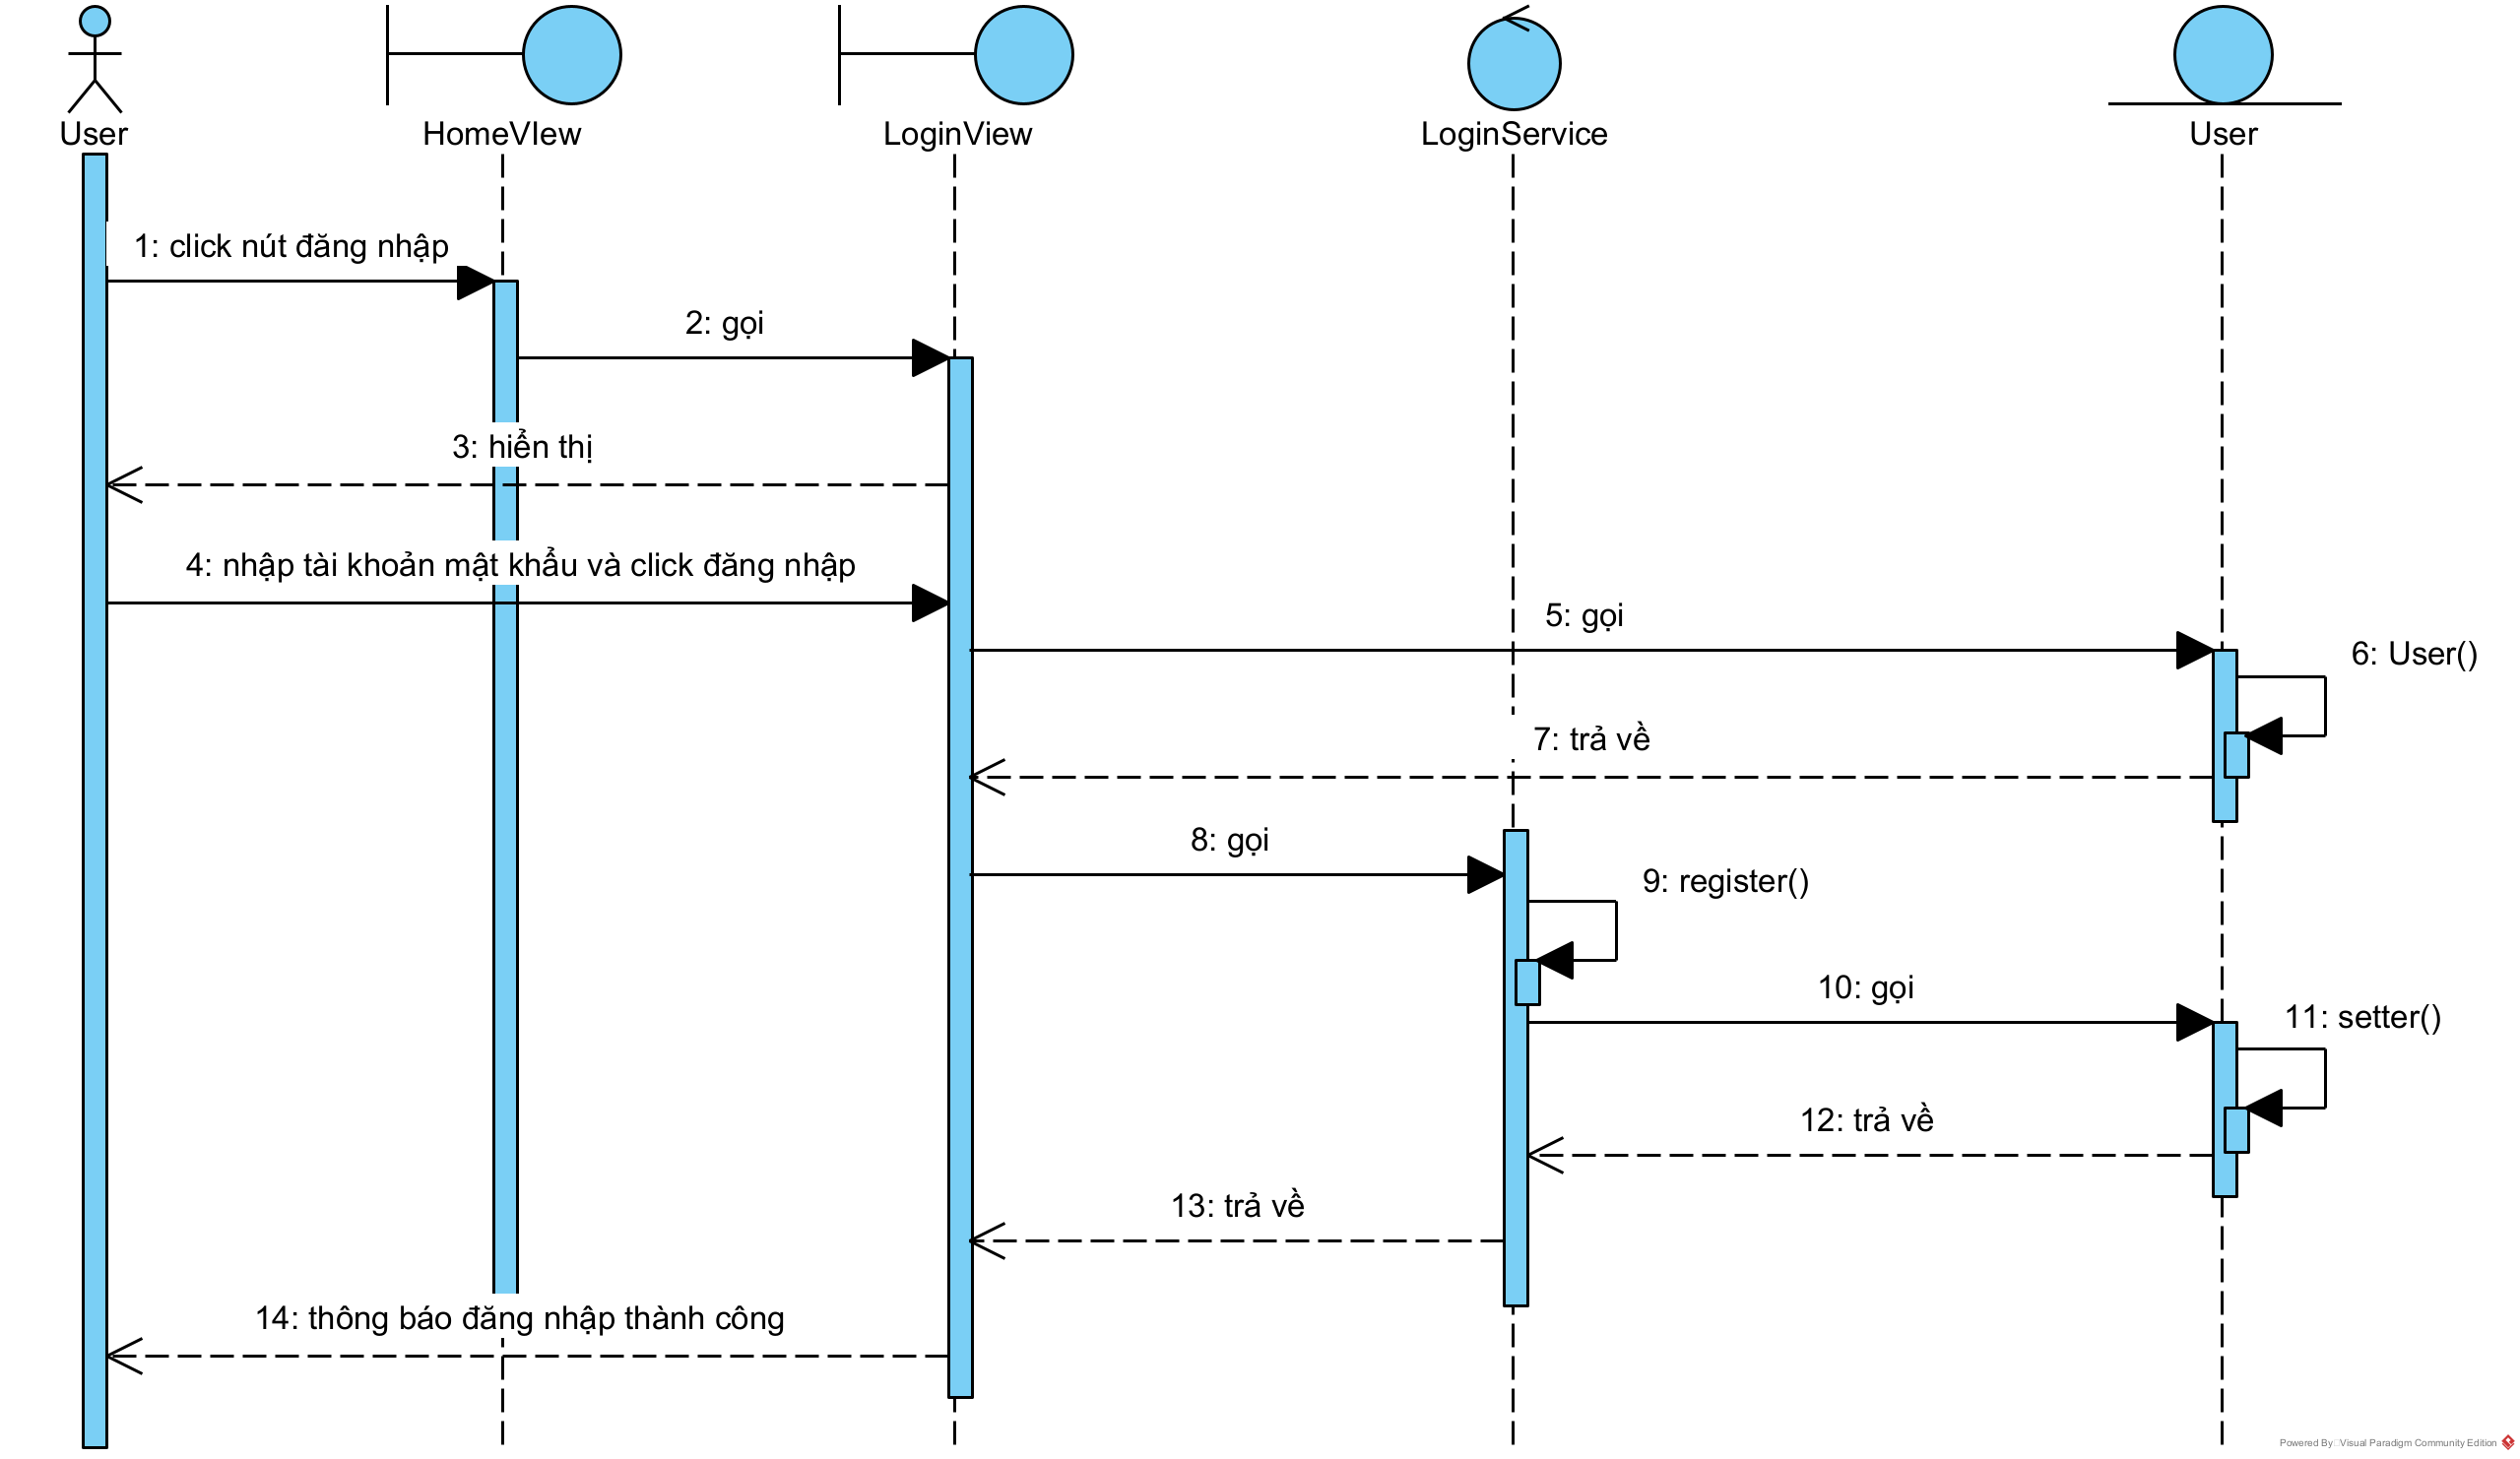 User
HomeVIew
LoginView
LoginService
User
1: click nút đăng nhập
2: gọi
3: hiển thị
4: nhập tài khoản mật khẩu và click đăng nhập
5: gọi
6: User()
7: trả về
8: gọi
9: register()
10: gọi
11: setter()
12: trả về
13: trả về
14: thông báo đăng nhập thành công
Powered By Visual Paradigm Community Edition